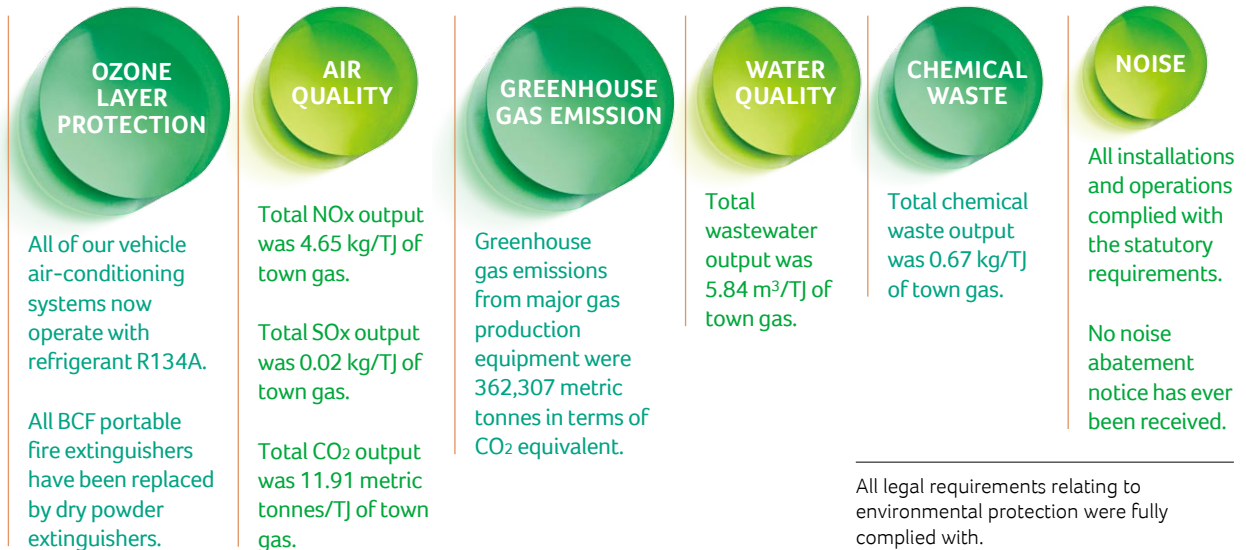 OZONE
LAYER
PROTECTION
All of our vehicle
air-conditioning
systems now
operate with
refrigerant R134A.
All BCF portable
fire extinguishers
have been replaced
by dry powder
extinguishers.
AIR
QUALITY
Total NOx output
was 4.65 kg/TJ of
town gas.
Total SOx output
was 0.02 kg/TJ of
town gas.
Total CO2 output
was 11.91 metric
tonnes/TJ of town
gas.
GREENHOUSE
GAS EMISSION
Greenhouse
gas emissions
from major gas
production
equipment were
362,307 metric
tonnes in terms of
CO2 equivalent.
WATER
QUALITY
Total
wastewater
output was
5.84 m³/TJ of
town gas.
CHEMICAL
WASTE
Total chemical
waste output
was 0.67 kg/TJ
of town gas.
NOISE
All installations
and operations
complied with
the statutory
requirements.
No noise
abatement
notice has ever
been received.
All legal requirements relating to
environmental protection were fully
complied with.